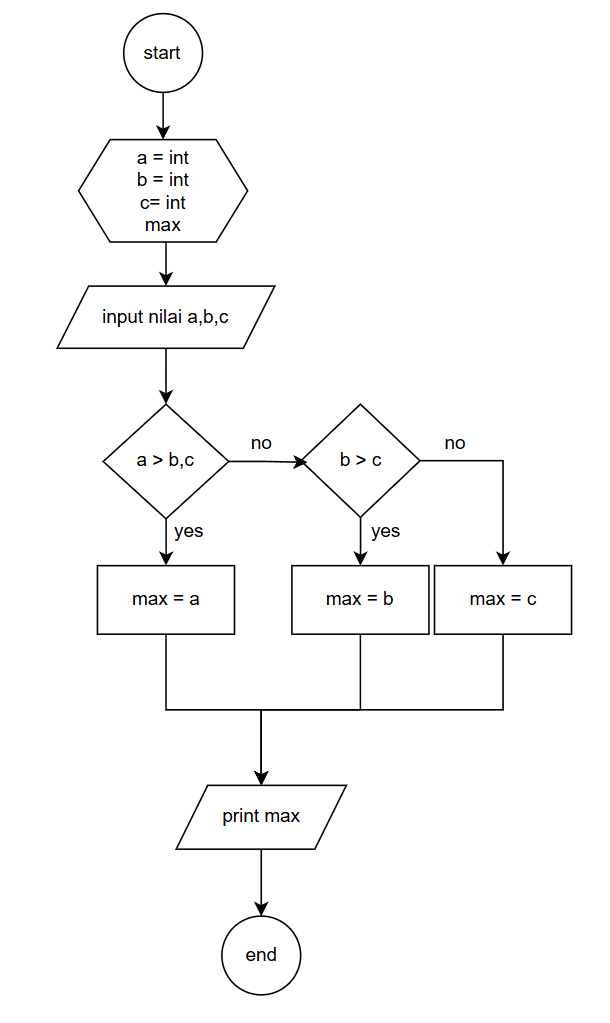 start
a = int
b = int
c= int
max
input nilai a,b,c
a > b,c
no
b > c
no
yes
yes
max = a
max = b
max = c
print max
end